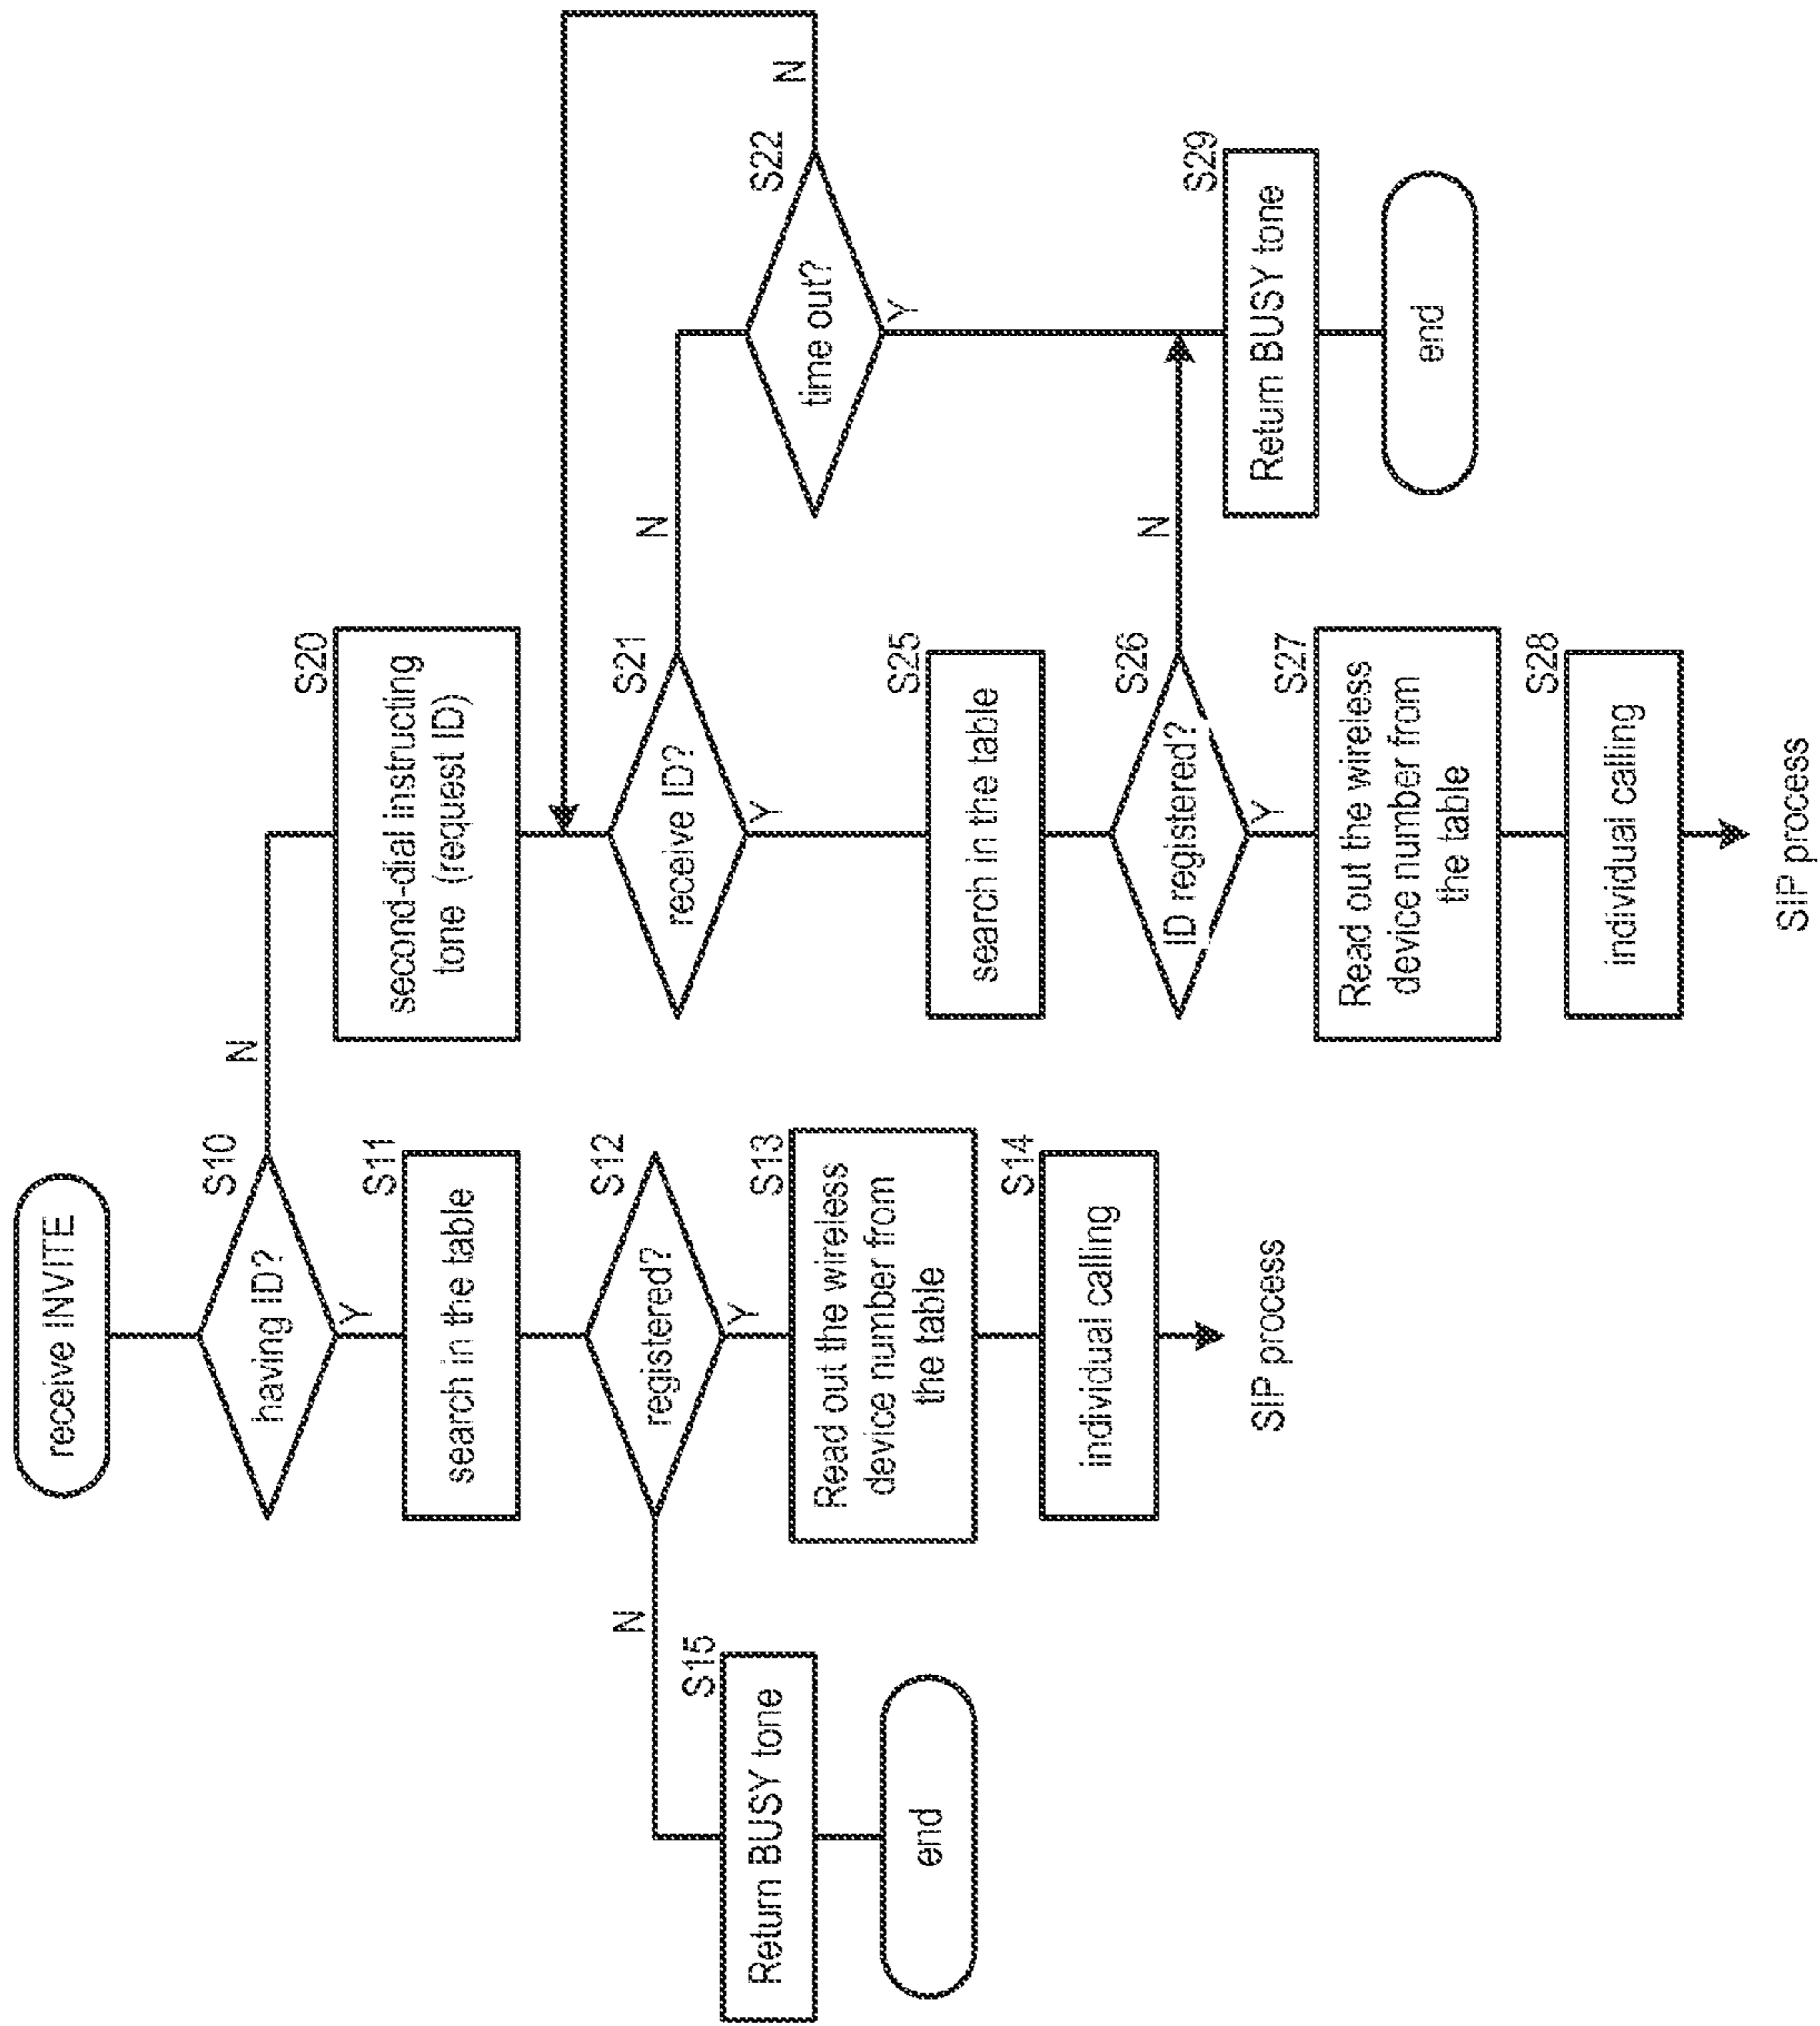 receive INVITE
S10
having ID?
N
Y
S11
search in the table
S12
registered?
N
Y
S13
Read out the wireless
device number from
the table
S14
individual calling
SIP process
S15
Return BUSY tone
end
S20
second-dial instructing
tone (request ID)
S21
receive ID?
N
Y
S22
time out?
N
Y
S25
search in the table
S26
ID registered?
N
Y
S27
Read out the wireless
device number from
the table
S28
individual calling
SIP process
S29
Return BUSY tone
end